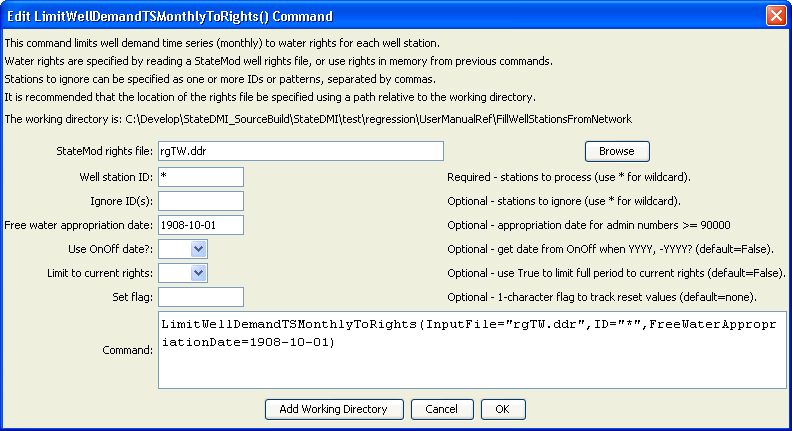 Edit LimitWellDemandTSMonthlyToRights() Command
This command limits well demand time series (monthly) to water rights for each well station.
Water rights are specified by reading a StateMod well rights file, or use rights in memory from previous commands.
Stations to ignore can be specified as one or more IDs or patterns, separated by commas.
It is recommended that the location of the rights file be specified using a path relative to the working directory.
The working directory is: C:\Develop\StateDMI_SourceBuild\StateDMI\test\regression\UserManualRef\FillWellStationsFromNetwork
StateMod rights file: rgTW.ddr Browse
Well station ID: * Required - stations to process (use * for wildcard).
Ignore ID(s): Optional - stations to ignore (use * for wildcard).
Free water appropriation date: 1908-10-01 Optional - appropriation date for admin numbers >= 90000
Use OnOff date?: Optional - get date from OnOff when YYYY, -YYYY? (default=False).
Limit to current rights: Optional - use True to limit full period to current rights (default=False).
Set flag: Optional - 1-character flag to track reset values (default=none).
Command: LimitWellDemandTSMonthlyToRights(InputFile="rgTW.ddr",ID="*",FreeWaterAppropr
iationDate=1908-10-01)
Add Working Directory Cancel OK